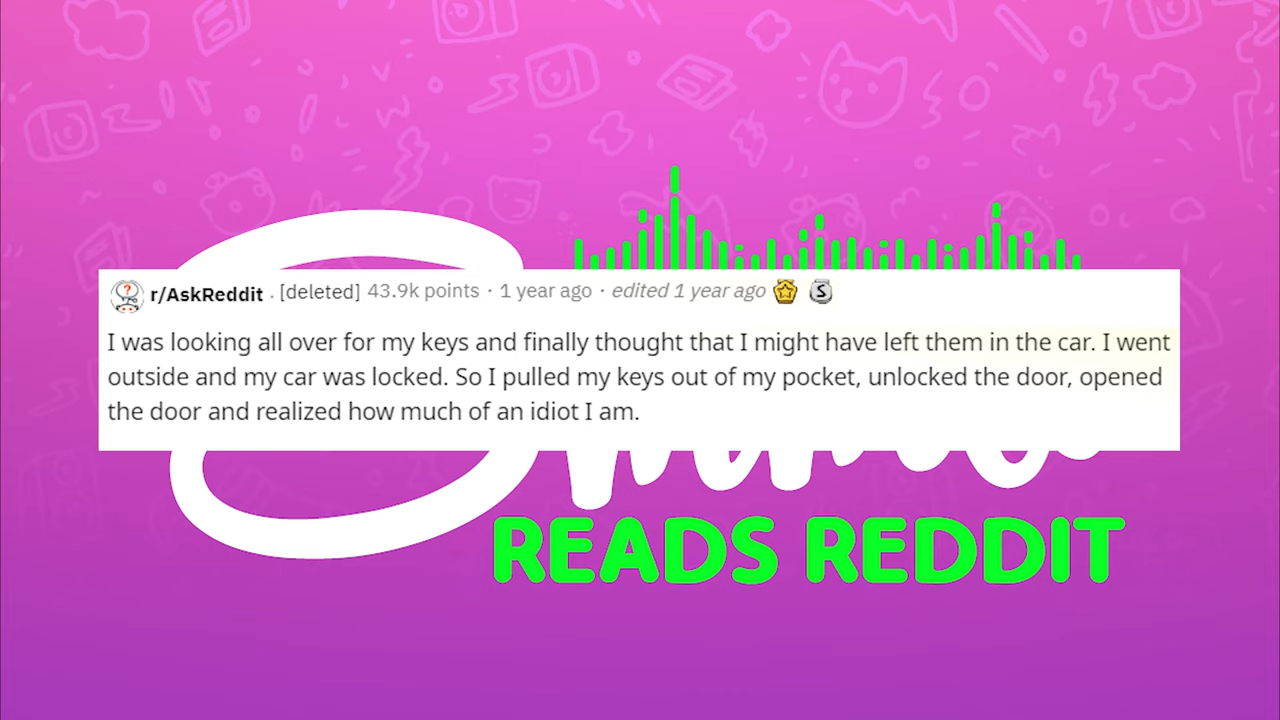 r/AskReddit . [deleted] 43.9k points · 1 year ago · edited 1 year ago S
I was looking all over for my keys and finally thought that I might have left them in the car. I went
outside and my car was locked. So I pulled my keys out of my pocket, unlocked the door, opened
the door and realized how much of an idiot I am.
READS REDDIT